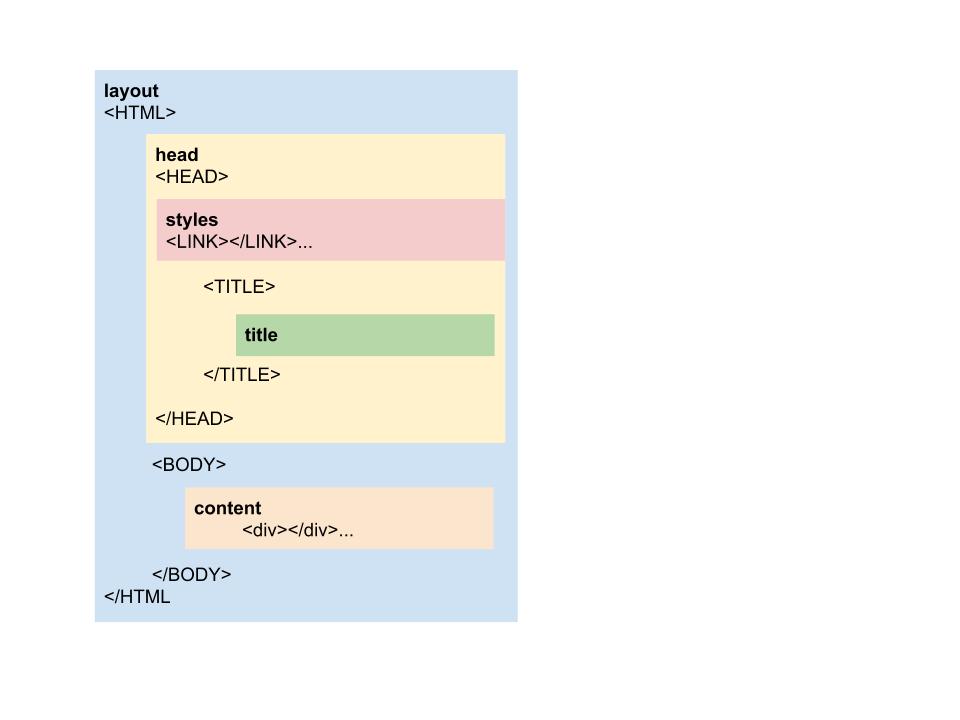 layout
<HTML>
head
<HEAD>
styles
<LINK></LINK>...
<TITLE>
title
</TITLE>
</HEAD>
<BODY>
content
<div></div>...
</BODY>
</HTML